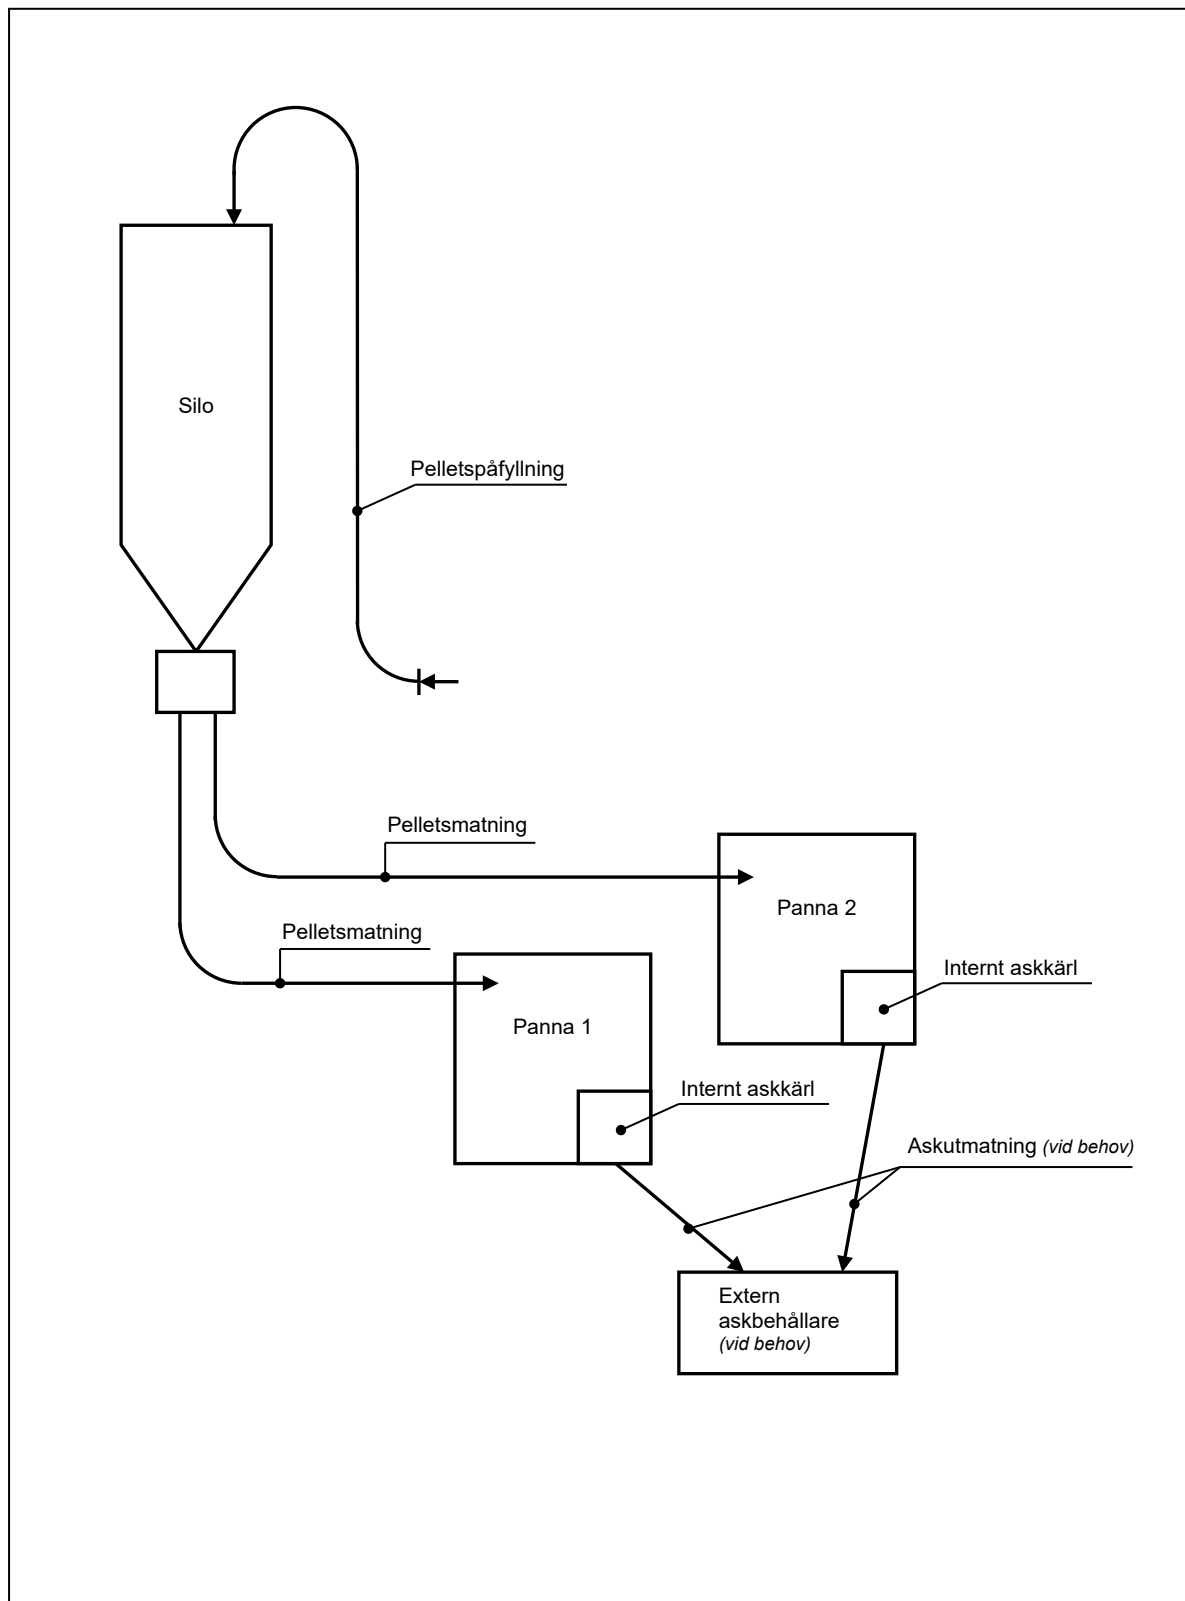 Silo
Pelletspåfyllning
Pelletsmatning
Panna 2
Pelletsmatning
Internt askkärl
Panna 1
Internt askkärl
Askutmatning (vid behov)
Extern
askbehållare
(vid behov)